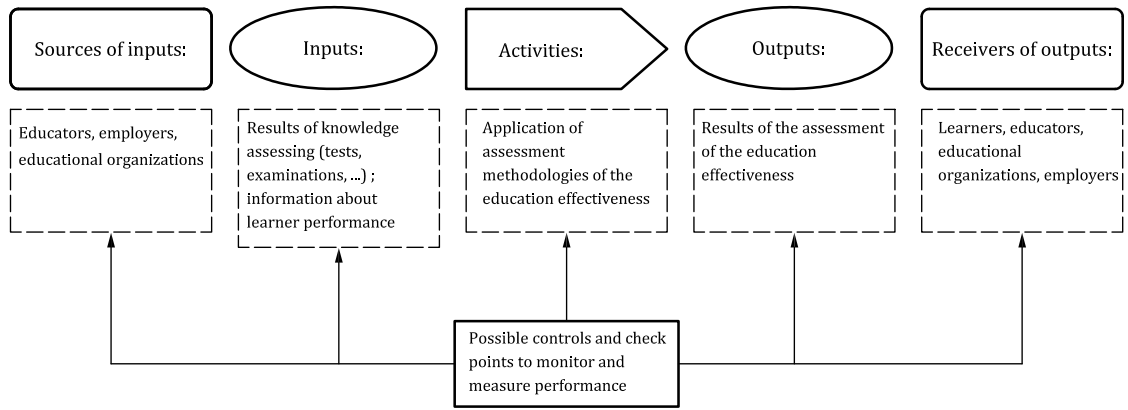 Sources of inputs:
Inputs:
Activities:
Outputs:
Receivers of outputs:
Educators, employers,
educational organizations
Results of knowledge
assessing (tests,
examinations, ...) ;
information about
learner performance
Application of
assessment
methodologies of the
education effectiveness
Results of the assessment
of the education
effectiveness
Learners, educators,
educational
organizations, employers
Possible controls and check
points to monitor and
measure performance